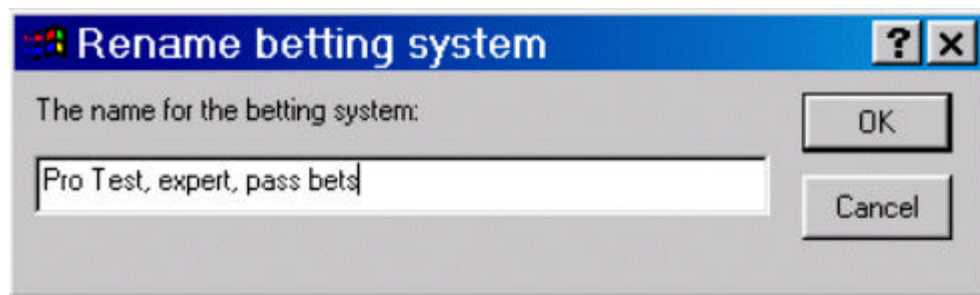 Rename betting system
The name for the betting system:
OK
Pro Test, expert, pass bets
Cancel